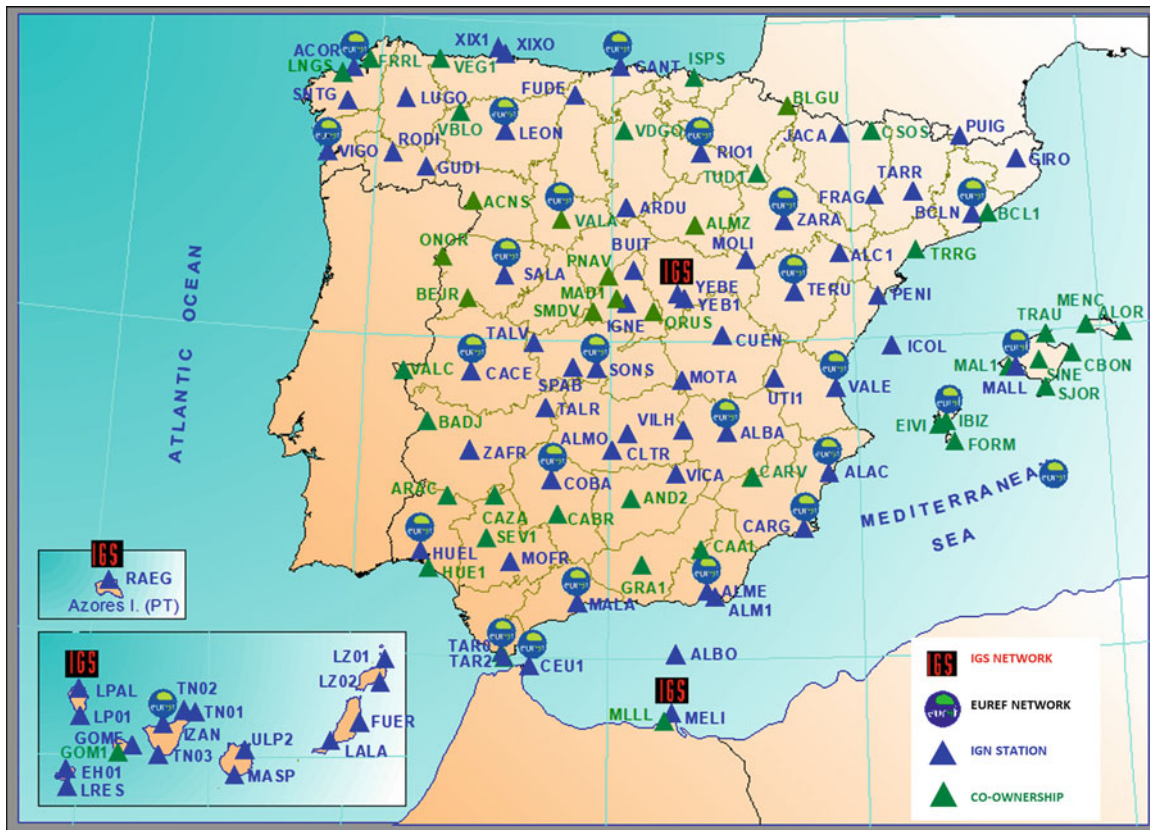 XIX1
XIXO
ACOR
LNGS
FRRL
VEG1
CANT
ISPS
SNTG
LUGO
VBLO
FUDE
LEON
VDGO
BLGU
JACA
CSOS
PUIG
GIRO
VIGO
RODI
GUDI
RIO1
TUD1
TARR
FRAG
BCLN
BCL1
ACNS
VALA
ARDU
ALMZ
ZARA
ONOR
SALA
BUIT
PNAV
MOLI
ALC1
TRRG
IGS
BEJR
MAD1
SMDV
IGNE
YEBE
YEB1
ORUS
TERU
PENI
TALV
CUEN
ICOL
TRAU
MENC
ALOR
VALC
CACE
SPAB
SONS
MOTA
UTI1
VALE
MAL1
MALL
SINE
CBON
SJOR
BADJ
TALR
VILH
ALBA
EIVI
IBIZ
FORM
ZAFR
ALMO
CLTR
COBA
VICA
CARV
ALAC
ARAC
CAZA
CABR
AND2
CARG
SEV1
HUEL
HUE1
MOFR
GRA1
CAAL
ALME
ALM1
MALA
TAR0
TAR2
CEU1
ALBO
IGS
MLLL
MELI
ATLANTIC OCEAN
MEDITERRANEAN
SEA
IGS
RAEG
Azores I. (PT)
IGS
LPAL
LP01
TN02
TN01
IZAN
TN03
GOME
GOM1
EH01
LRES
ULP2
MASP
LZ01
LZ02
FUER
LALA
IGS IGS NETWORK
euref EUREF NETWORK
IGN STATION
CO-OWNERSHIP